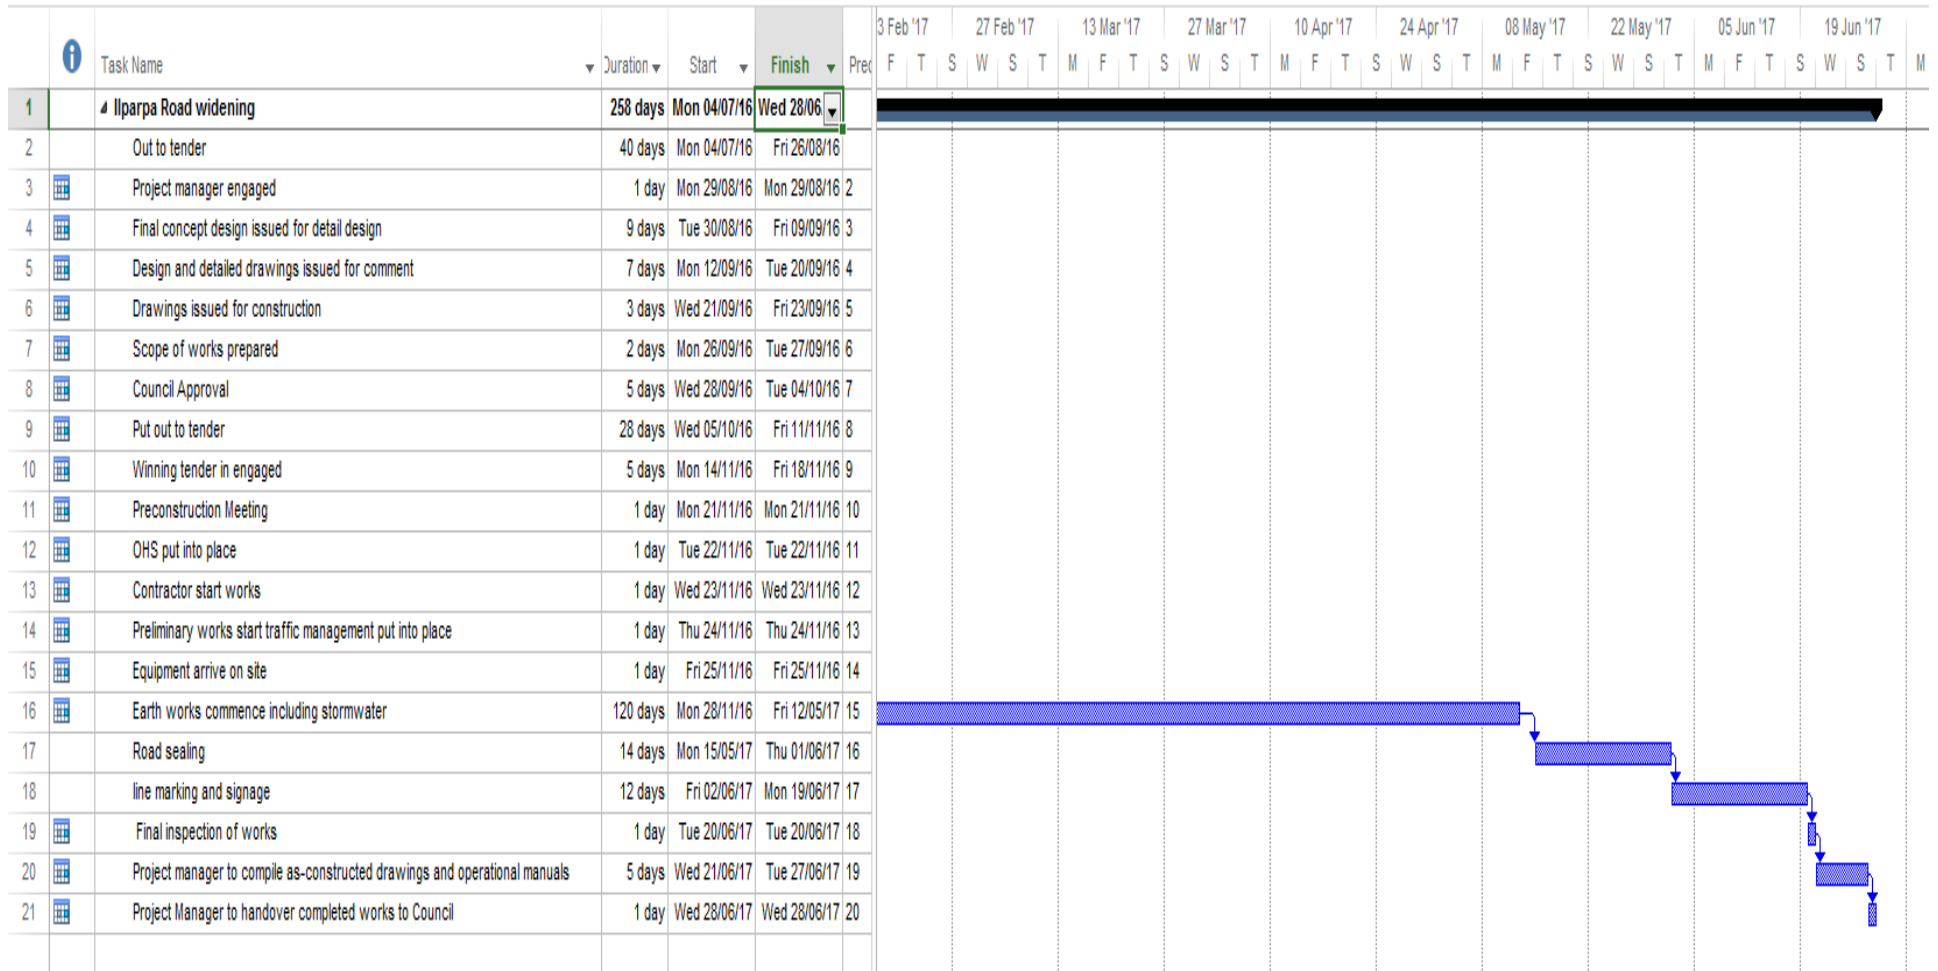 3 Feb '17 27 Feb '17 13 Mar '17 27 Mar '17 10 Apr '17 24 Apr '17 08 May '17 22 May '17 05 Jun '17 19 Jun '17
i Task Name Duration Start Finish Pred F T S W S T M F T S W S T M F T S W S T M F T S W S T M F T S W S T M
1 Ilparpa Road widening 258 days Mon 04/07/16 Wed 28/06.
2 Out to tender 40 days Mon 04/07/16 Fri 26/08/16
3 Project manager engaged 1 day Mon 29/08/16 Mon 29/08/16 2
4 Final concept design issued for detail design 9 days Tue 30/08/16 Fri 09/09/16 3
5 Design and detailed drawings issued for comment 7 days Mon 12/09/16 Tue 20/09/16 4
6 Drawings issued for construction 3 days Wed 21/09/16 Fri 23/09/16 5
7 Scope of works prepared 2 days Mon 26/09/16 Tue 27/09/16 6
8 Council Approval 5 days Wed 28/09/16 Tue 04/10/16 7
9 Put out to tender 28 days Wed 05/10/16 Fri 11/11/16 8
10 Winning tender in engaged 5 days Mon 14/11/16 Fri 18/11/16 9
11 Preconstruction Meeting 1 day Mon 21/11/16 Mon 21/11/16 10
12 OHS put into place 1 day Tue 22/11/16 Tue 22/11/16 11
13 Contractor start works 1 day Wed 23/11/16 Wed 23/11/16 12
14 Preliminary works start traffic management put into place 1 day Thu 24/11/16 Thu 24/11/16 13
15 Equipment arrive on site 1 day Fri 25/11/16 Fri 25/11/16 14
16 Earth works commence including stormwater 120 days Mon 28/11/16 Fri 12/05/17 15
17 Road sealing 14 days Mon 15/05/17 Thu 01/06/17 16
18 line marking and signage 12 days Fri 02/06/17 Mon 19/06/17 17
19 Final inspection of works 1 day Tue 20/06/17 Tue 20/06/17 18
20 Project manager to compile as-constructed drawings and operational manuals 5 days Wed 21/06/17 Tue 27/06/17 19
21 Project Manager to handover completed works to Council 1 day Wed 28/06/17 Wed 28/06/17 20